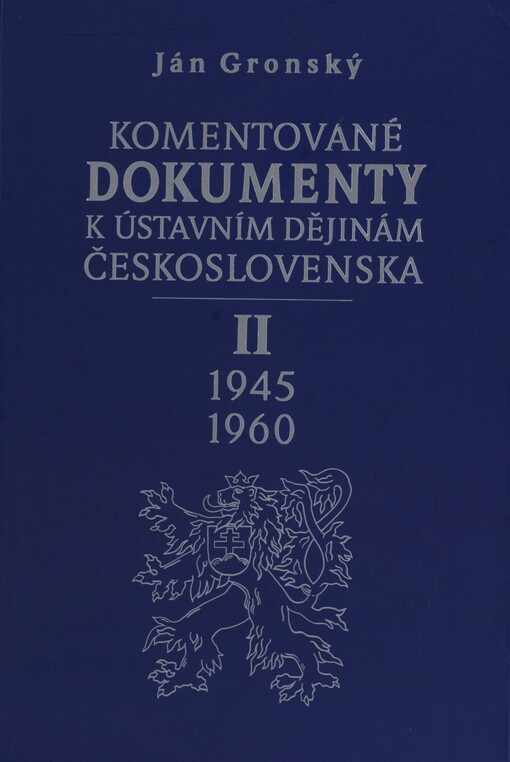 Ján Gronský
KOMENTOVANÉ
DOKUMENTY
K ÚSTAVNÍM DĚJINÁM
ČESKOSLOVENSKA
II
1945
1960